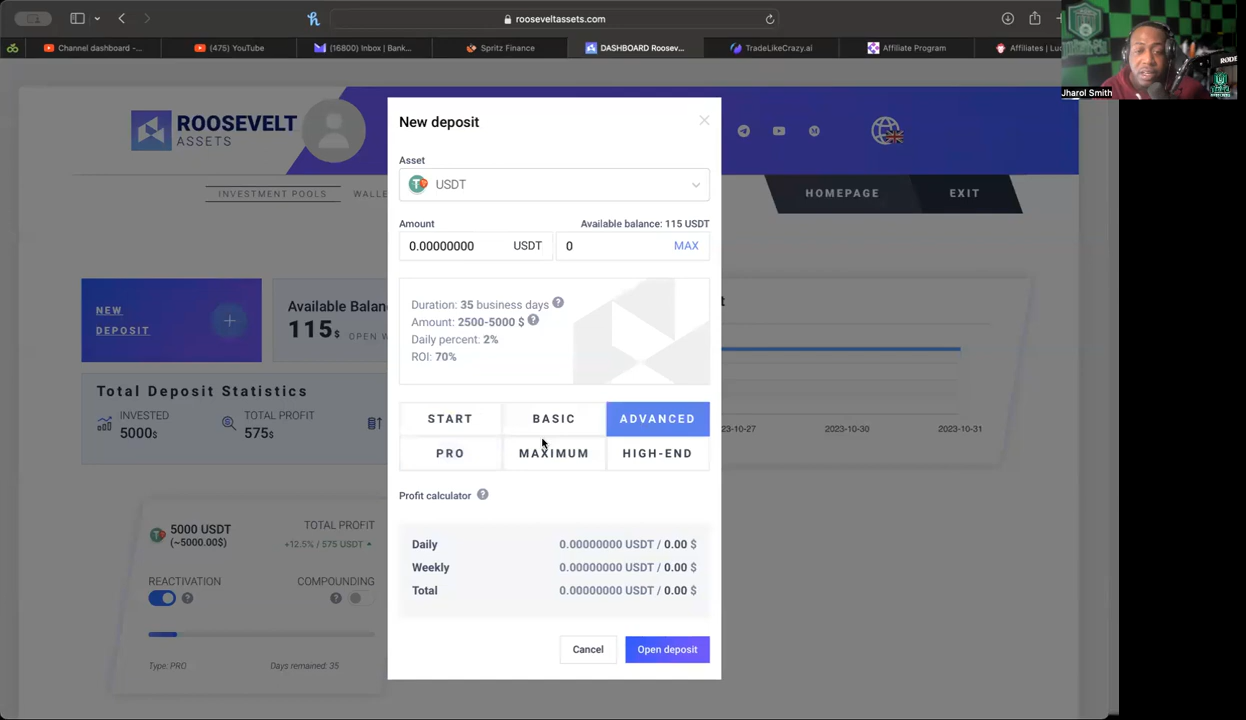 rooseveltassets.com
Channel dashboard -...
(475) YouTube
(16800) Inbox | Bank...
Spritz Finance
DASHBOARD Roosev...
TradeLikeCrazy.ai
Affiliate Program
Affiliates | Lu
Jharol Smith
ROOSEVELT
ASSETS
INVESTMENT POOLS
WALLE
HOMEPAGE
EXIT
NEW
DEPOSIT
Available Balan
115$
OPEN W
Total Deposit Statistics
INVESTED
5000$
TOTAL PROFIT
575$
5000 USDT
(~5000.00$)
TOTAL PROFIT
+12.5% / 575 USDT
REACTIVATION
COMPOUNDING
Type: PRO
Days remained: 35
New deposit
Asset
USDT
Amount
Available balance: 115 USDT
0.00000000 USDT
0 MAX
Duration: 35 business days
Amount: 2500-5000 $
Daily percent: 2%
ROI: 70%
START
BASIC
ADVANCED
PRO
MAXIMUM
HIGH-END
Profit calculator
Daily 0.00000000 USDT / 0.00 $
Weekly 0.00000000 USDT / 0.00 $
Total 0.00000000 USDT / 0.00 $
Cancel
Open deposit
t
2023-10-27
2023-10-30
2023-10-31